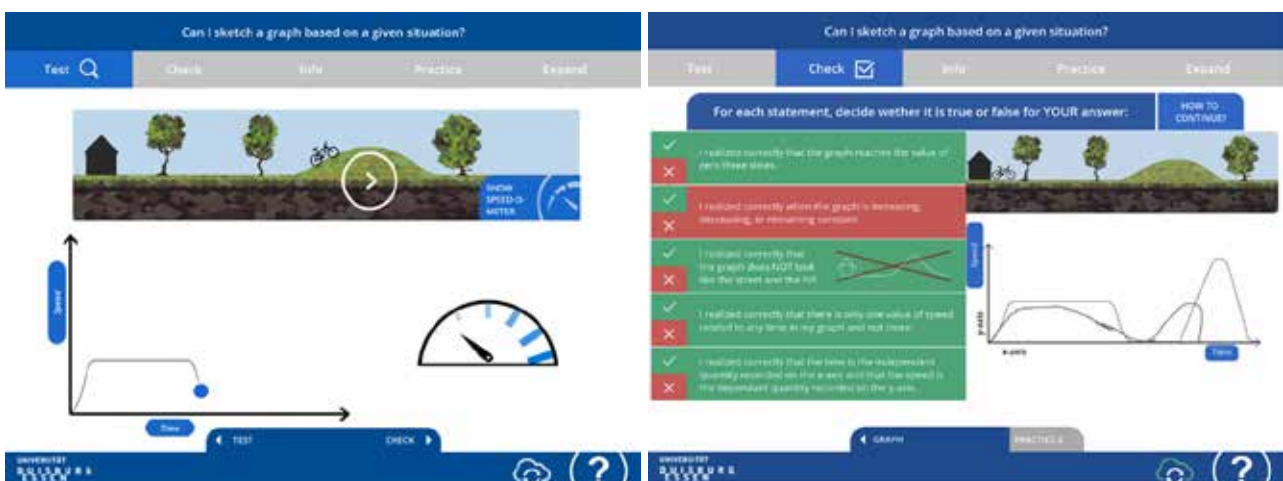 Can I sketch a graph based on a given situation?
Test
Check
Info
Practice
Expand
SHOW
SPEED-O-
METER
Speed
Time
TEST
CHECK
UNIVERSITÄT
DUISBURG
ESSEN
?
Can I sketch a graph based on a given situation?
Test
Check
Info
Practice
Expand
For each statement, decide wether it is true or false for YOUR answer:
HOW TO
CONTINUE?
I realized correctly that the graph reaches the value of
zero three times.
I realized correctly when the graph is increasing,
decreasing, or remaining constant.
I realized correctly that
the graph does NOT look
like the street and the hill.
I realized correctly that there is only one value of speed
related to any time in my graph and not more.
I realized correctly that the time is the independent
quantity recorded on the x-axis and that the speed is
the dependent quantity recorded on the y-axis.
Speed
y-axis
x-axis
Time
GRAPH
PRACTICE
UNIVERSITÄT
DUISBURG
ESSEN
?